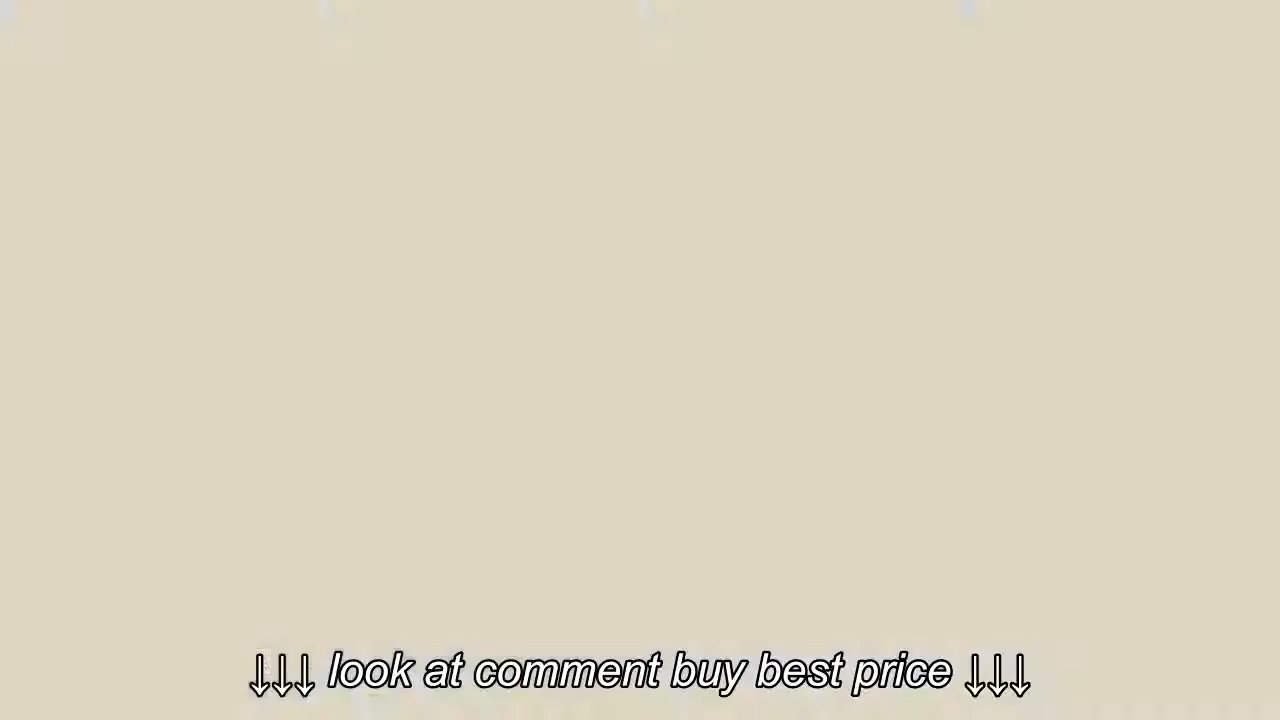 ↓↓↓ look at comment buy best price ↓↓↓